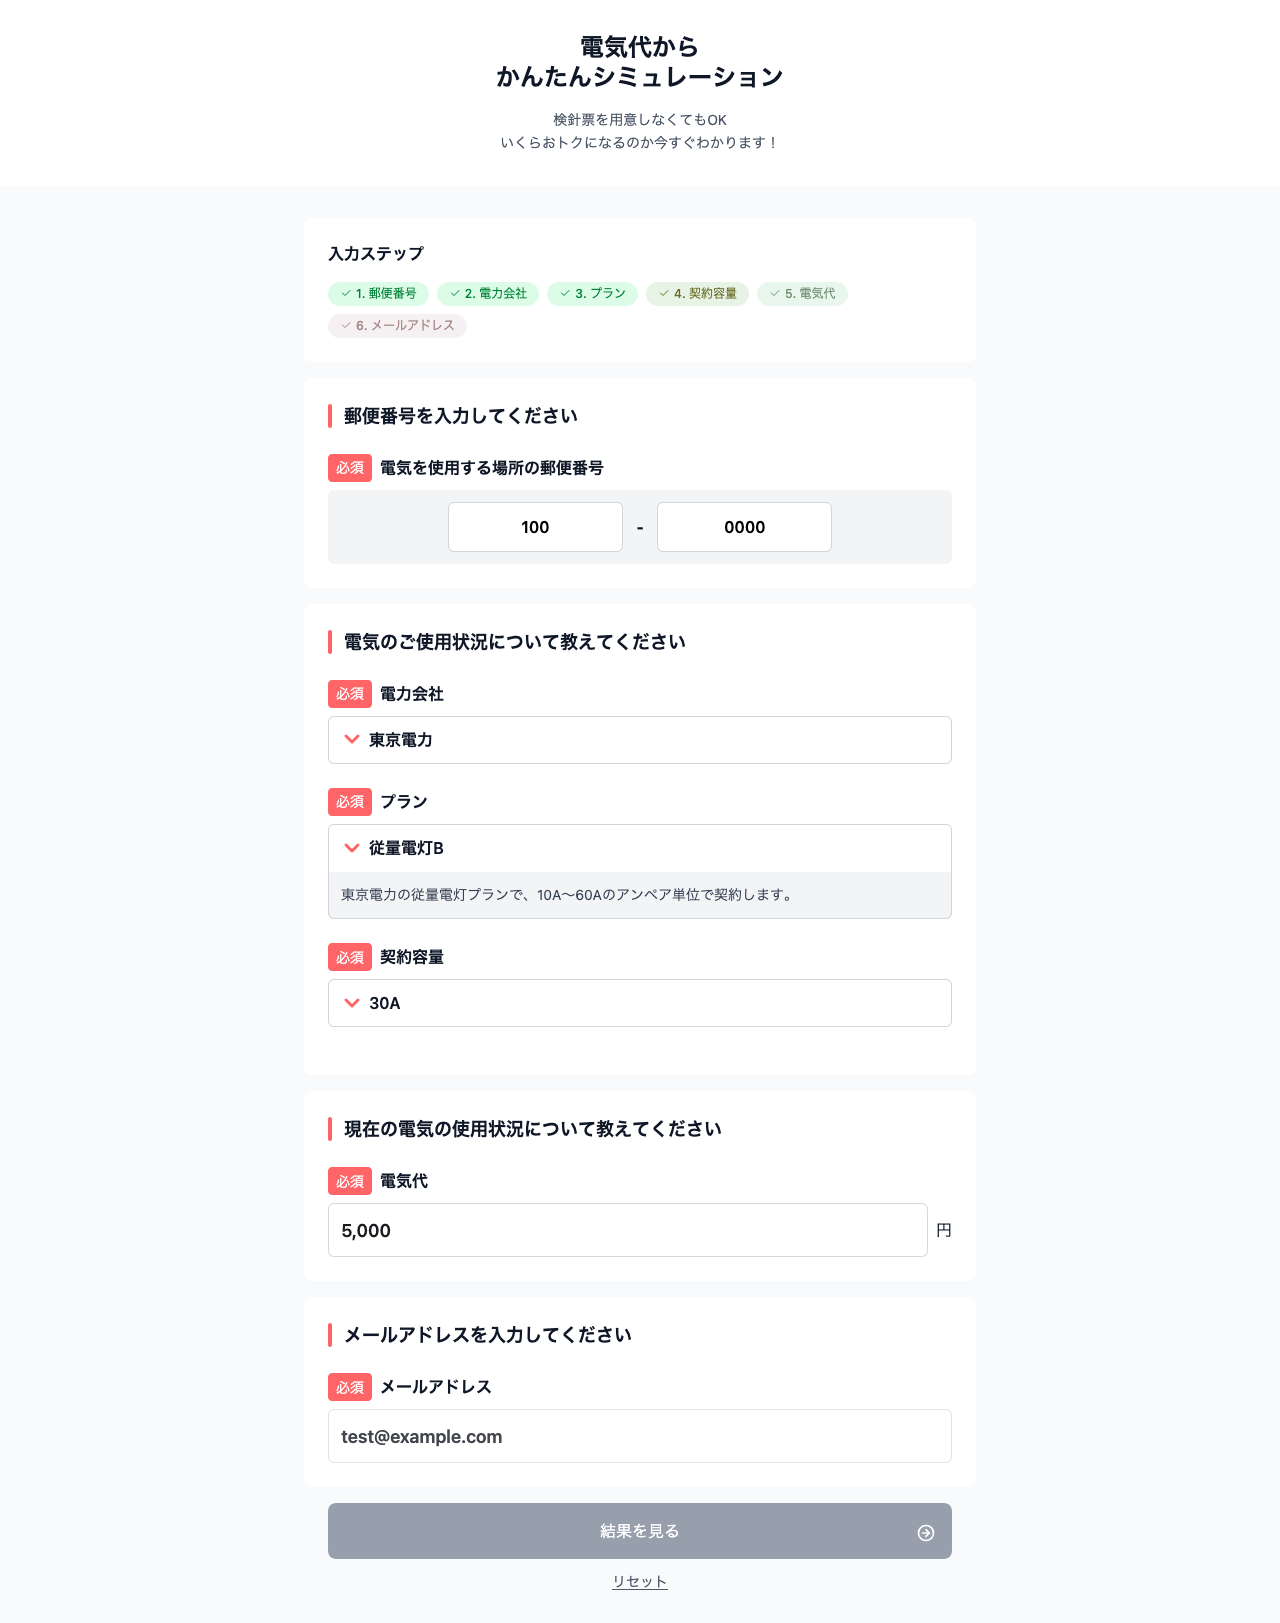 電気代から
かんたんシミュレーション
検針票を用意しなくてもOK
いくらおトクになるのか今すぐわかります！
入力ステップ
1. 郵便番号
2. 電力会社
3. プラン
4. 契約容量
5. 電気代
6. メールアドレス
郵便番号を入力してください
必須 電気を使用する場所の郵便番号
100 - 0000
電気のご使用状況について教えてください
必須 電力会社
東京電力
必須 プラン
従量電灯B
東京電力の従量電灯プランで、10A〜60Aのアンペア単位で契約します。
必須 契約容量
30A
現在の電気の使用状況について教えてください
必須 電気代
5,000 円
メールアドレスを入力してください
必須 メールアドレス
test@example.com
結果を見る
リセット